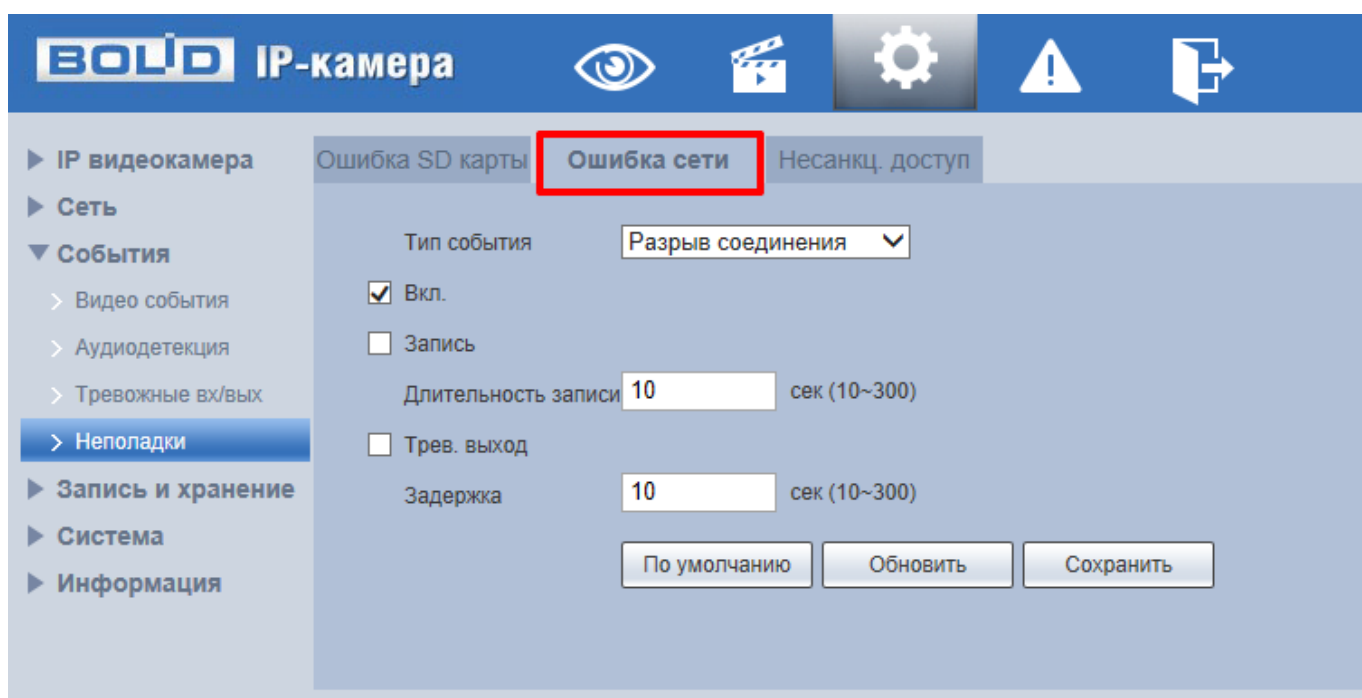 BOLID IP-камера
IP видеокамера
Сеть
События
Видео события
Аудиодетекция
Тревожные вх/вых
Неполадки
Запись и хранение
Система
Информация
Ошибка SD карты Ошибка сети Несанкц. доступ
Тип события Разрыв соединения
Вкл.
Запись
Длительность записи 10 сек (10~300)
Трев. выход
Задержка 10 сек (10~300)
По умолчанию Обновить Сохранить